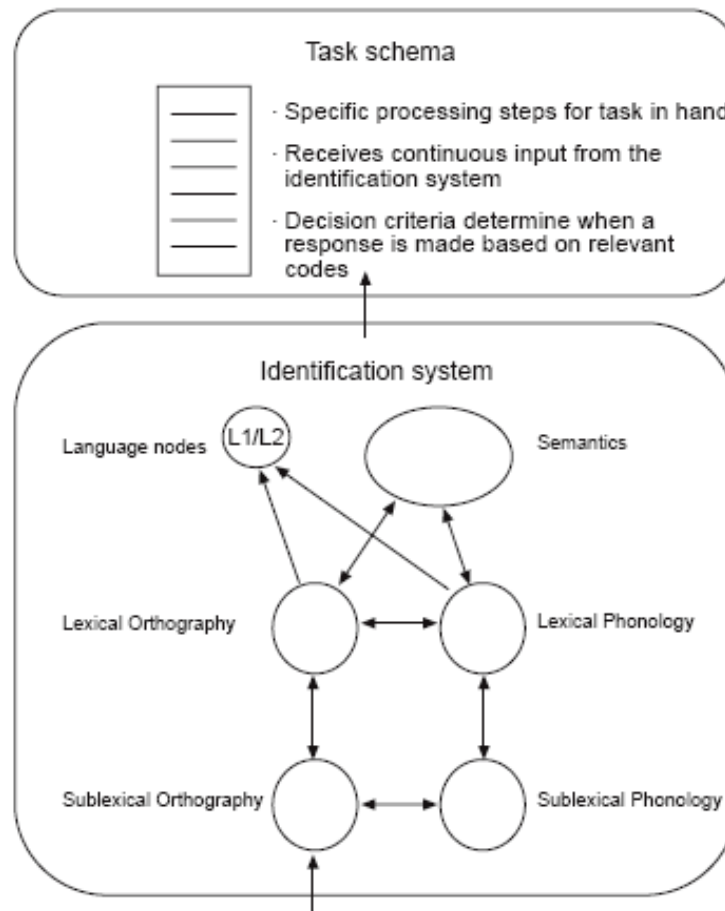 Task schema
· Specific processing steps for task in hand
· Receives continuous input from the
identification system
· Decision criteria determine when a
response is made based on relevant
codes
Identification system
Language nodes
L1/L2
Semantics
Lexical Orthography
Lexical Phonology
Sublexical Orthography
Sublexical Phonology